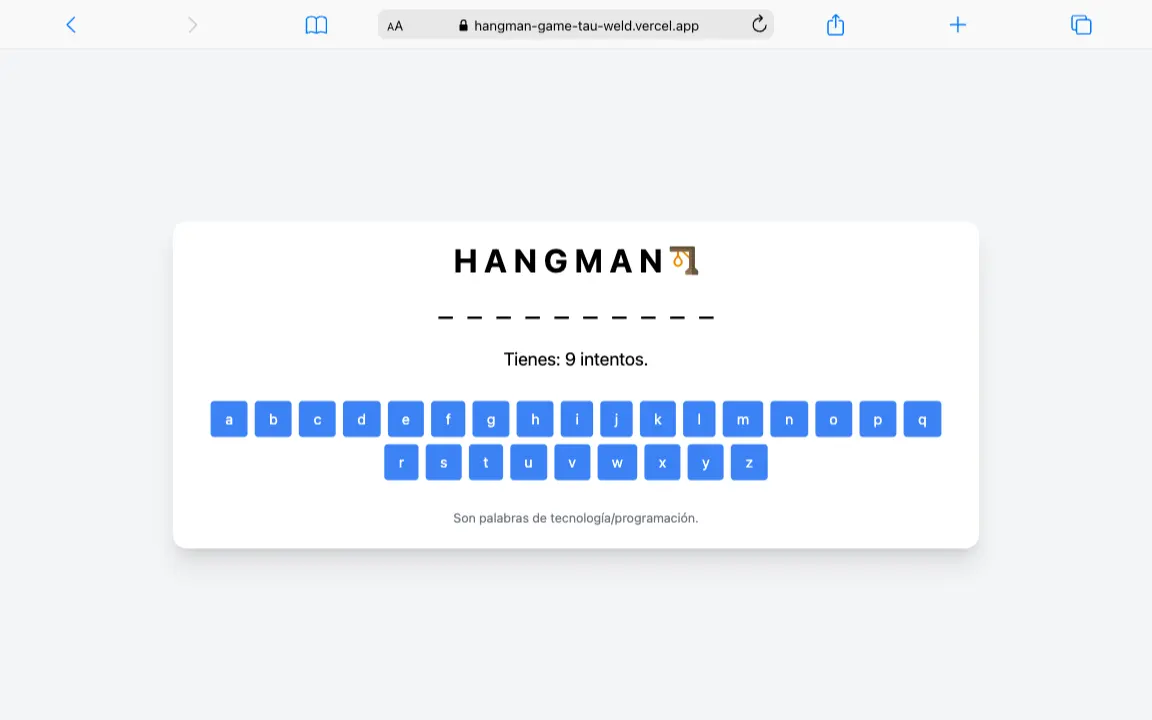 AA hangman-game-tau-weld.vercel.app
HANGMAN
_ _ _ _ _ _ _ _ _ _
Tienes: 9 intentos.
a b c d e f g h i j k l m n o p q
r s t u v w x y z
Son palabras de tecnología/programación.